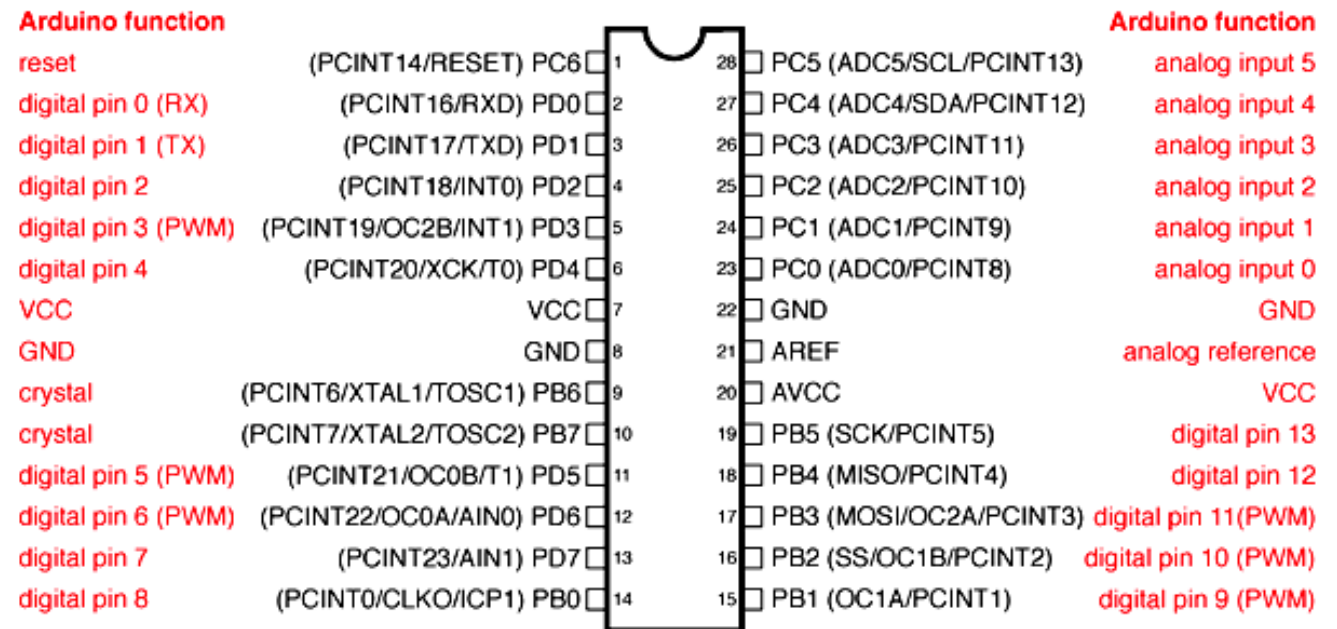 Arduino function Arduino function
reset (PCINT14/RESET) PC6 1 28 PC5 (ADC5/SCL/PCINT13) analog input 5
digital pin 0 (RX) (PCINT16/RXD) PD0 2 27 PC4 (ADC4/SDA/PCINT12) analog input 4
digital pin 1 (TX) (PCINT17/TXD) PD1 3 26 PC3 (ADC3/PCINT11) analog input 3
digital pin 2 (PCINT18/INT0) PD2 4 25 PC2 (ADC2/PCINT10) analog input 2
digital pin 3 (PWM) (PCINT19/OC2B/INT1) PD3 5 24 PC1 (ADC1/PCINT9) analog input 1
digital pin 4 (PCINT20/XCK/T0) PD4 6 23 PC0 (ADC0/PCINT8) analog input 0
VCC VCC 7 22 GND GND
GND GND 8 21 AREF analog reference
crystal (PCINT6/XTAL1/TOSC1) PB6 9 20 AVCC VCC
crystal (PCINT7/XTAL2/TOSC2) PB7 10 19 PB5 (SCK/PCINT5) digital pin 13
digital pin 5 (PWM) (PCINT21/OC0B/T1) PD5 11 18 PB4 (MISO/PCINT4) digital pin 12
digital pin 6 (PWM) (PCINT22/OC0A/AIN0) PD6 12 17 PB3 (MOSI/OC2A/PCINT3) digital pin 11(PWM)
digital pin 7 (PCINT23/AIN1) PD7 13 16 PB2 (SS/OC1B/PCINT2) digital pin 10 (PWM)
digital pin 8 (PCINT0/CLKO/ICP1) PB0 14 15 PB1 (OC1A/PCINT1) digital pin 9 (PWM)